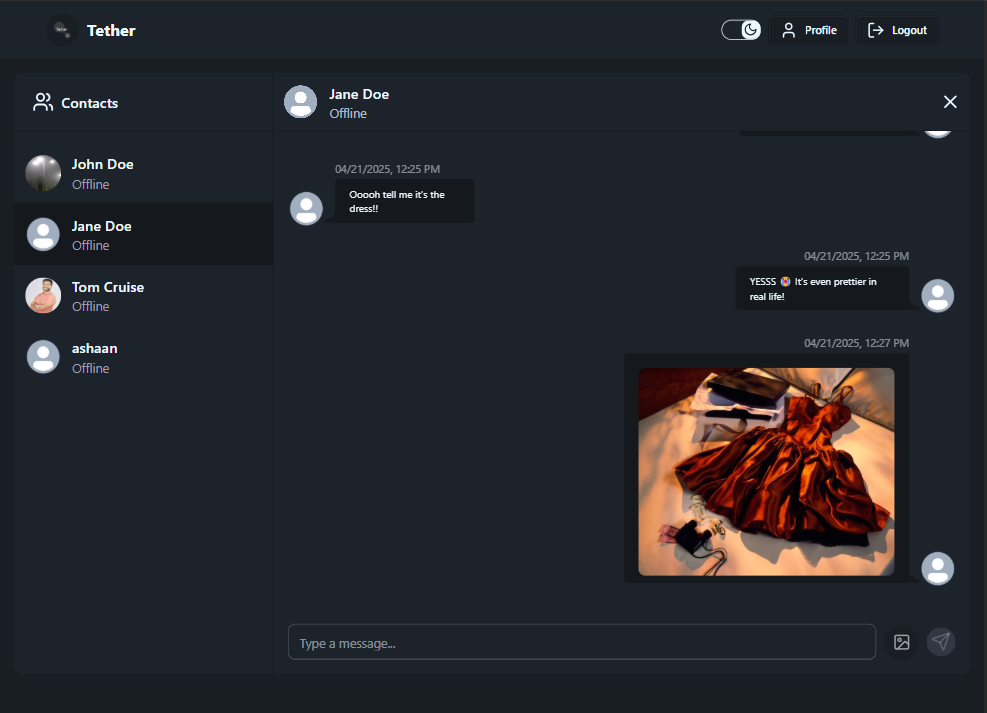 Tether
Profile
Logout
Contacts
John Doe
Offline
Jane Doe
Offline
Tom Cruise
Offline
ashaan
Offline
Jane Doe
Offline
04/21/2025, 12:25 PM
Ooooh tell me it's the
dress!!
04/21/2025, 12:25 PM
YESSS 😍 It's even prettier in
real life!
04/21/2025, 12:27 PM
Type a message...